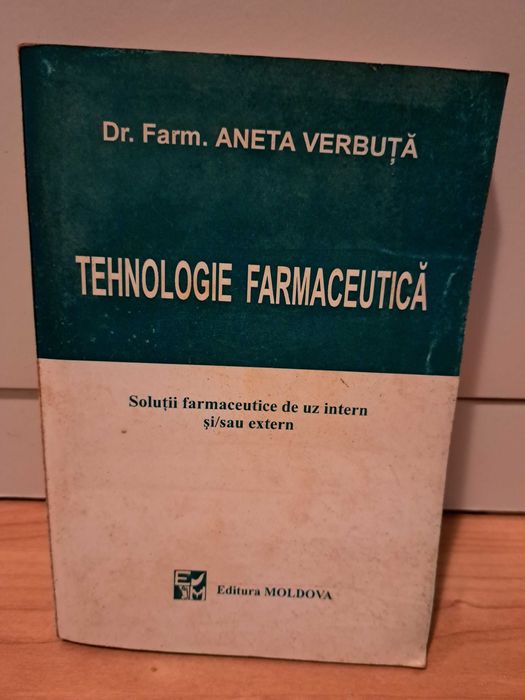 Dr. Farm. ANETA VERBUȚĂ
TEHNOLOGIE FARMACEUTICĂ
Soluții farmaceutice de uz intern
și/sau extern
E M
Editura MOLDOVA